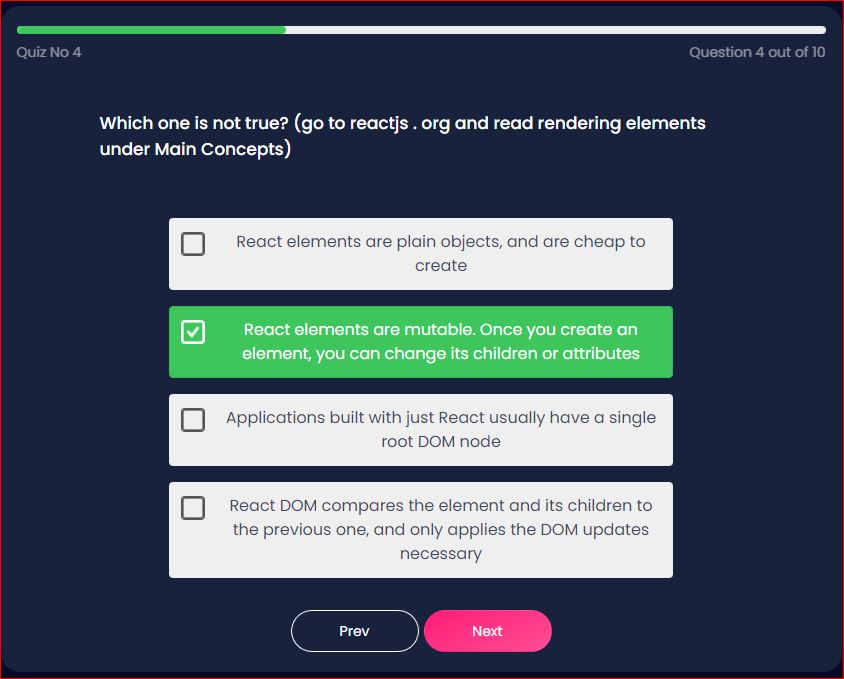 Quiz No 4
Question 4 out of 10
Which one is not true? (go to reactjs . org and read rendering elements
under Main Concepts)
React elements are plain objects, and are cheap to
create
React elements are mutable. Once you create an
element, you can change its children or attributes
Applications built with just React usually have a single
root DOM node
React DOM compares the element and its children to
the previous one, and only applies the DOM updates
necessary
Prev
Next